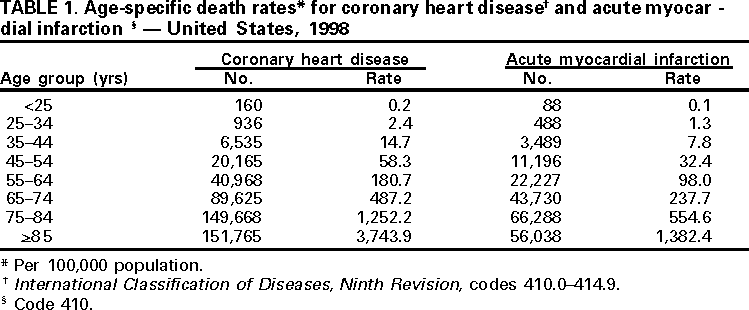 TABLE 1. Age-specific death rates* for coronary heart disease† and acute myocar -
dial infarction § — United States, 1998
Coronary heart disease Acute myocardial infarction
Age group (yrs) No. Rate No. Rate
<25 160 0.2 88 0.1
25–34 936 2.4 488 1.3
35–44 6,535 14.7 3,489 7.8
45–54 20,165 58.3 11,196 32.4
55–64 40,968 180.7 22,227 98.0
65–74 89,625 487.2 43,730 237.7
75–84 149,668 1,252.2 66,288 554.6
≥85 151,765 3,743.9 56,038 1,382.4
* Per 100,000 population.
† International Classification of Diseases, Ninth Revision, codes 410.0–414.9.
§ Code 410.